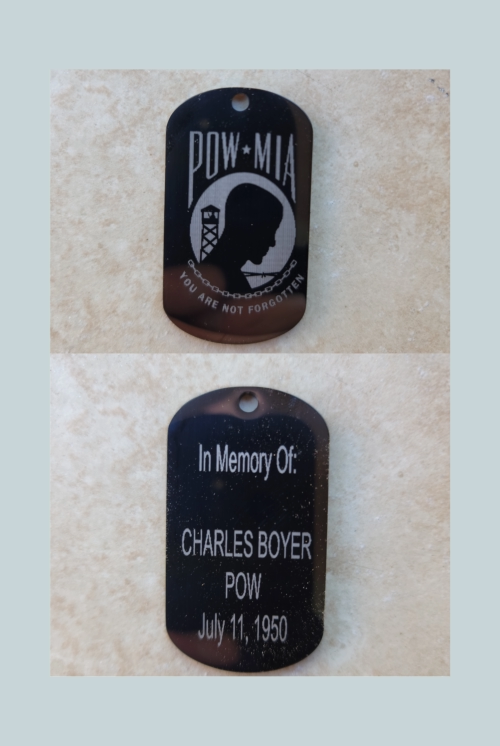 POW★MIA
YOU ARE NOT FORGOTTEN
In Memory Of:
CHARLES BOYER
POW
July 11, 1950